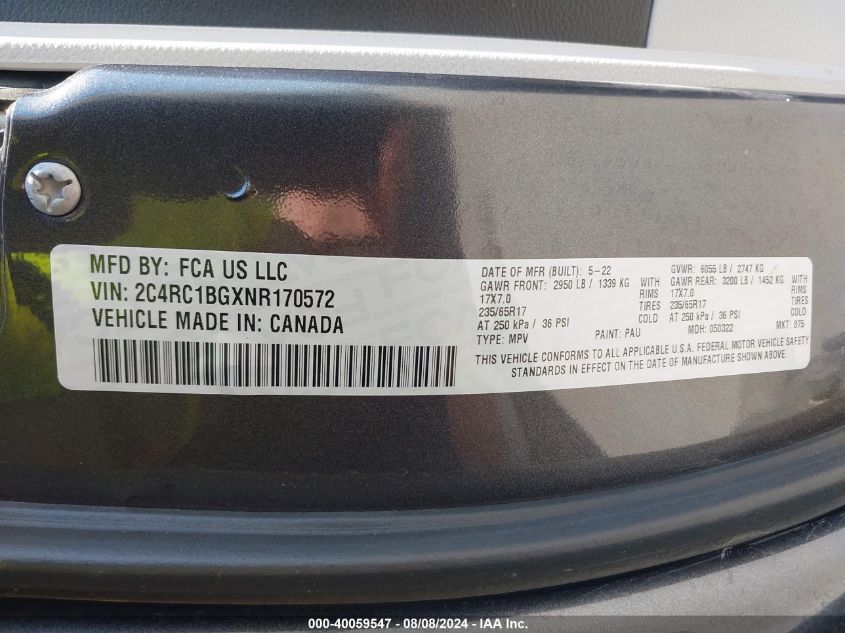 MFD BY: FCA US LLC
VIN: 2C4RC1BGXNR170572
VEHICLE MADE IN: CANADA
DATE OF MFR (BUILT): 5-22 GVWR: 6055 LB / 2747 KG
GAWR FRONT: 2950 LB / 1339 KG WITH GAWR REAR: 3200 LB / 1452 KG WITH
17X7.0 RIMS 17X7.0 RIMS
235/65R17 TIRES 235/65R17 TIRES
AT 250 kPa / 36 PSI COLD AT 250 kPa / 36 PSI COLD
TYPE: MPV PAINT: PAU MDH: 050322 MKT: 875
THIS VEHICLE CONFORMS TO ALL APPLICABLE U.S.A. FEDERAL MOTOR VEHICLE SAFETY
STANDARDS IN EFFECT ON THE DATE OF MANUFACTURE SHOWN ABOVE.
000-40059547 - 08/08/2024 - IAA Inc.